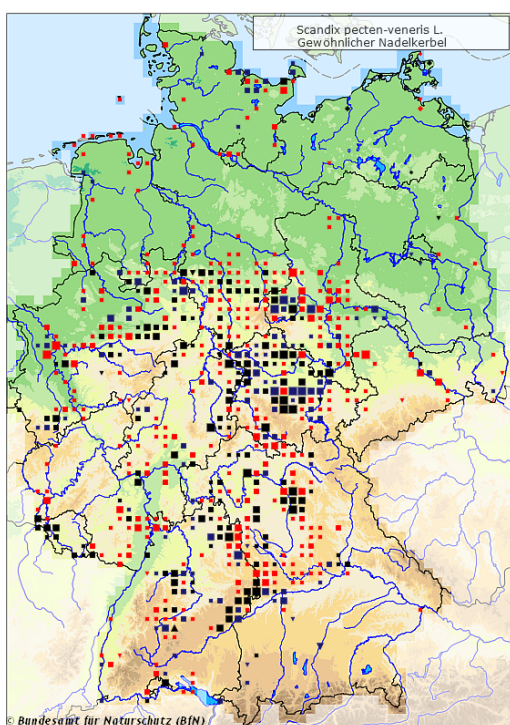 Scandix pecten-veneris L.
Gewöhnlicher Nadelkerbel
© Bundesamt für Naturschutz (BfN)